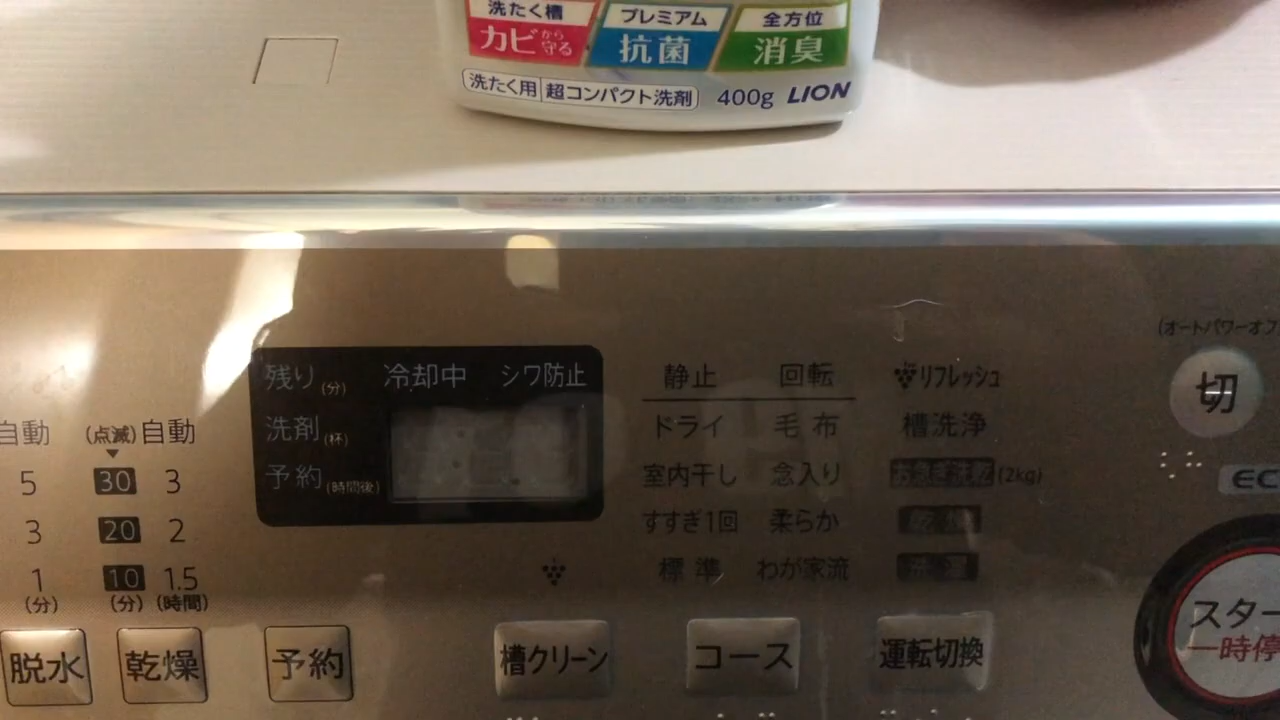 洗たく槽 プレミアム 全方位
カビから守る 抗菌 消臭
洗たく用 超コンパクト洗剤 400g LION
(オートパワーオフ
残り(分) 冷却中 シワ防止 静止 回転 リフレッシュ 切
自動 (点滅) 自動 洗剤(杯) ドライ 毛布 槽洗浄
5 30 3 予約(時間後) 室内干し 念入り お急ぎ洗乾(2kg) EC
3 20 2 すすぎ1回 柔らか 乾燥
1 10 1.5 標準 わが家流
(分) (分) (時間) スター
脱水 乾燥 予約 槽クリーン コース 運転切換 一時停